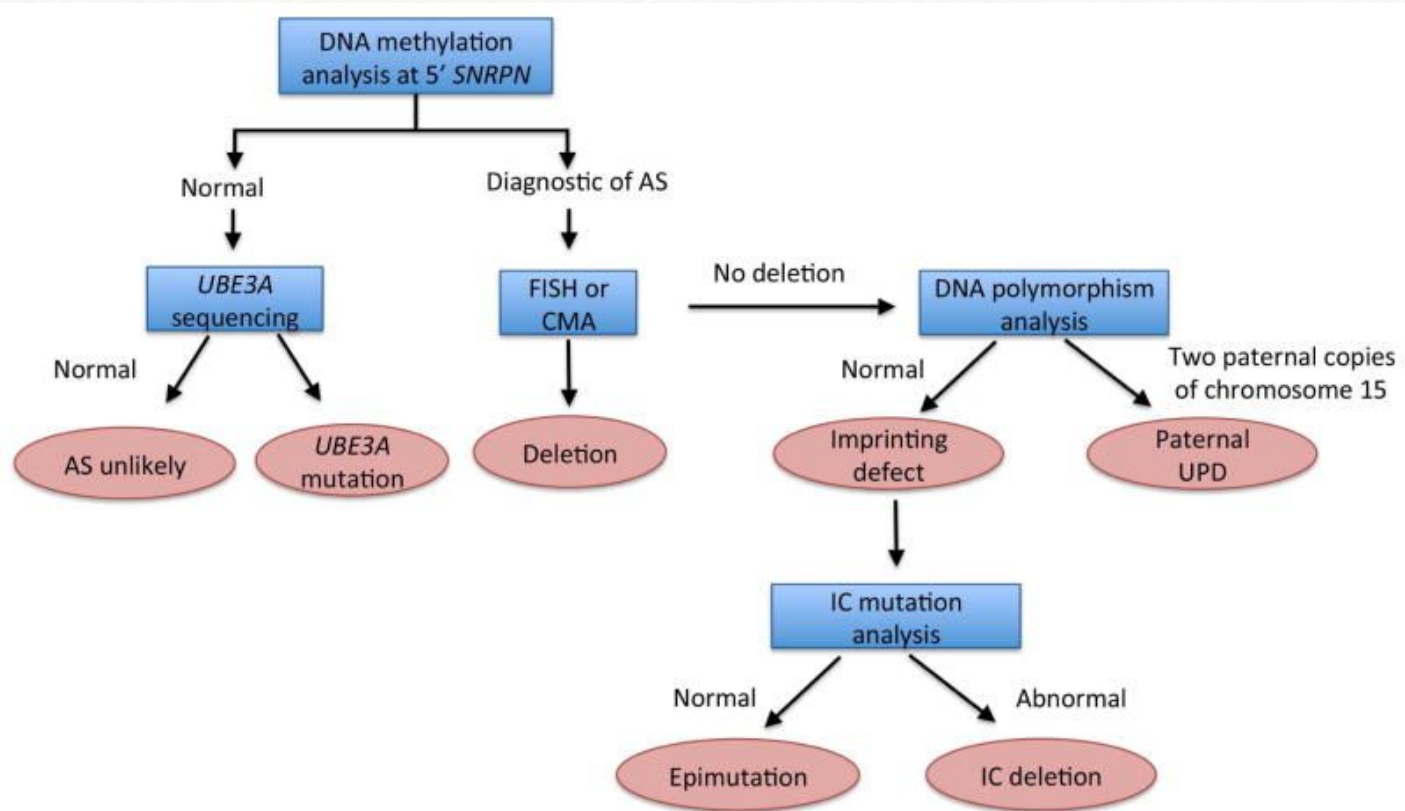 DNA methylation
analysis at 5′ SNRPN
Normal
Diagnostic of AS
UBE3A
sequencing
FISH or
CMA
No deletion
DNA polymorphism
analysis
Normal
Normal
Two paternal copies
of chromosome 15
AS unlikely
UBE3A
mutation
Deletion
Imprinting
defect
Paternal
UPD
IC mutation
analysis
Normal
Abnormal
Epimutation
IC deletion